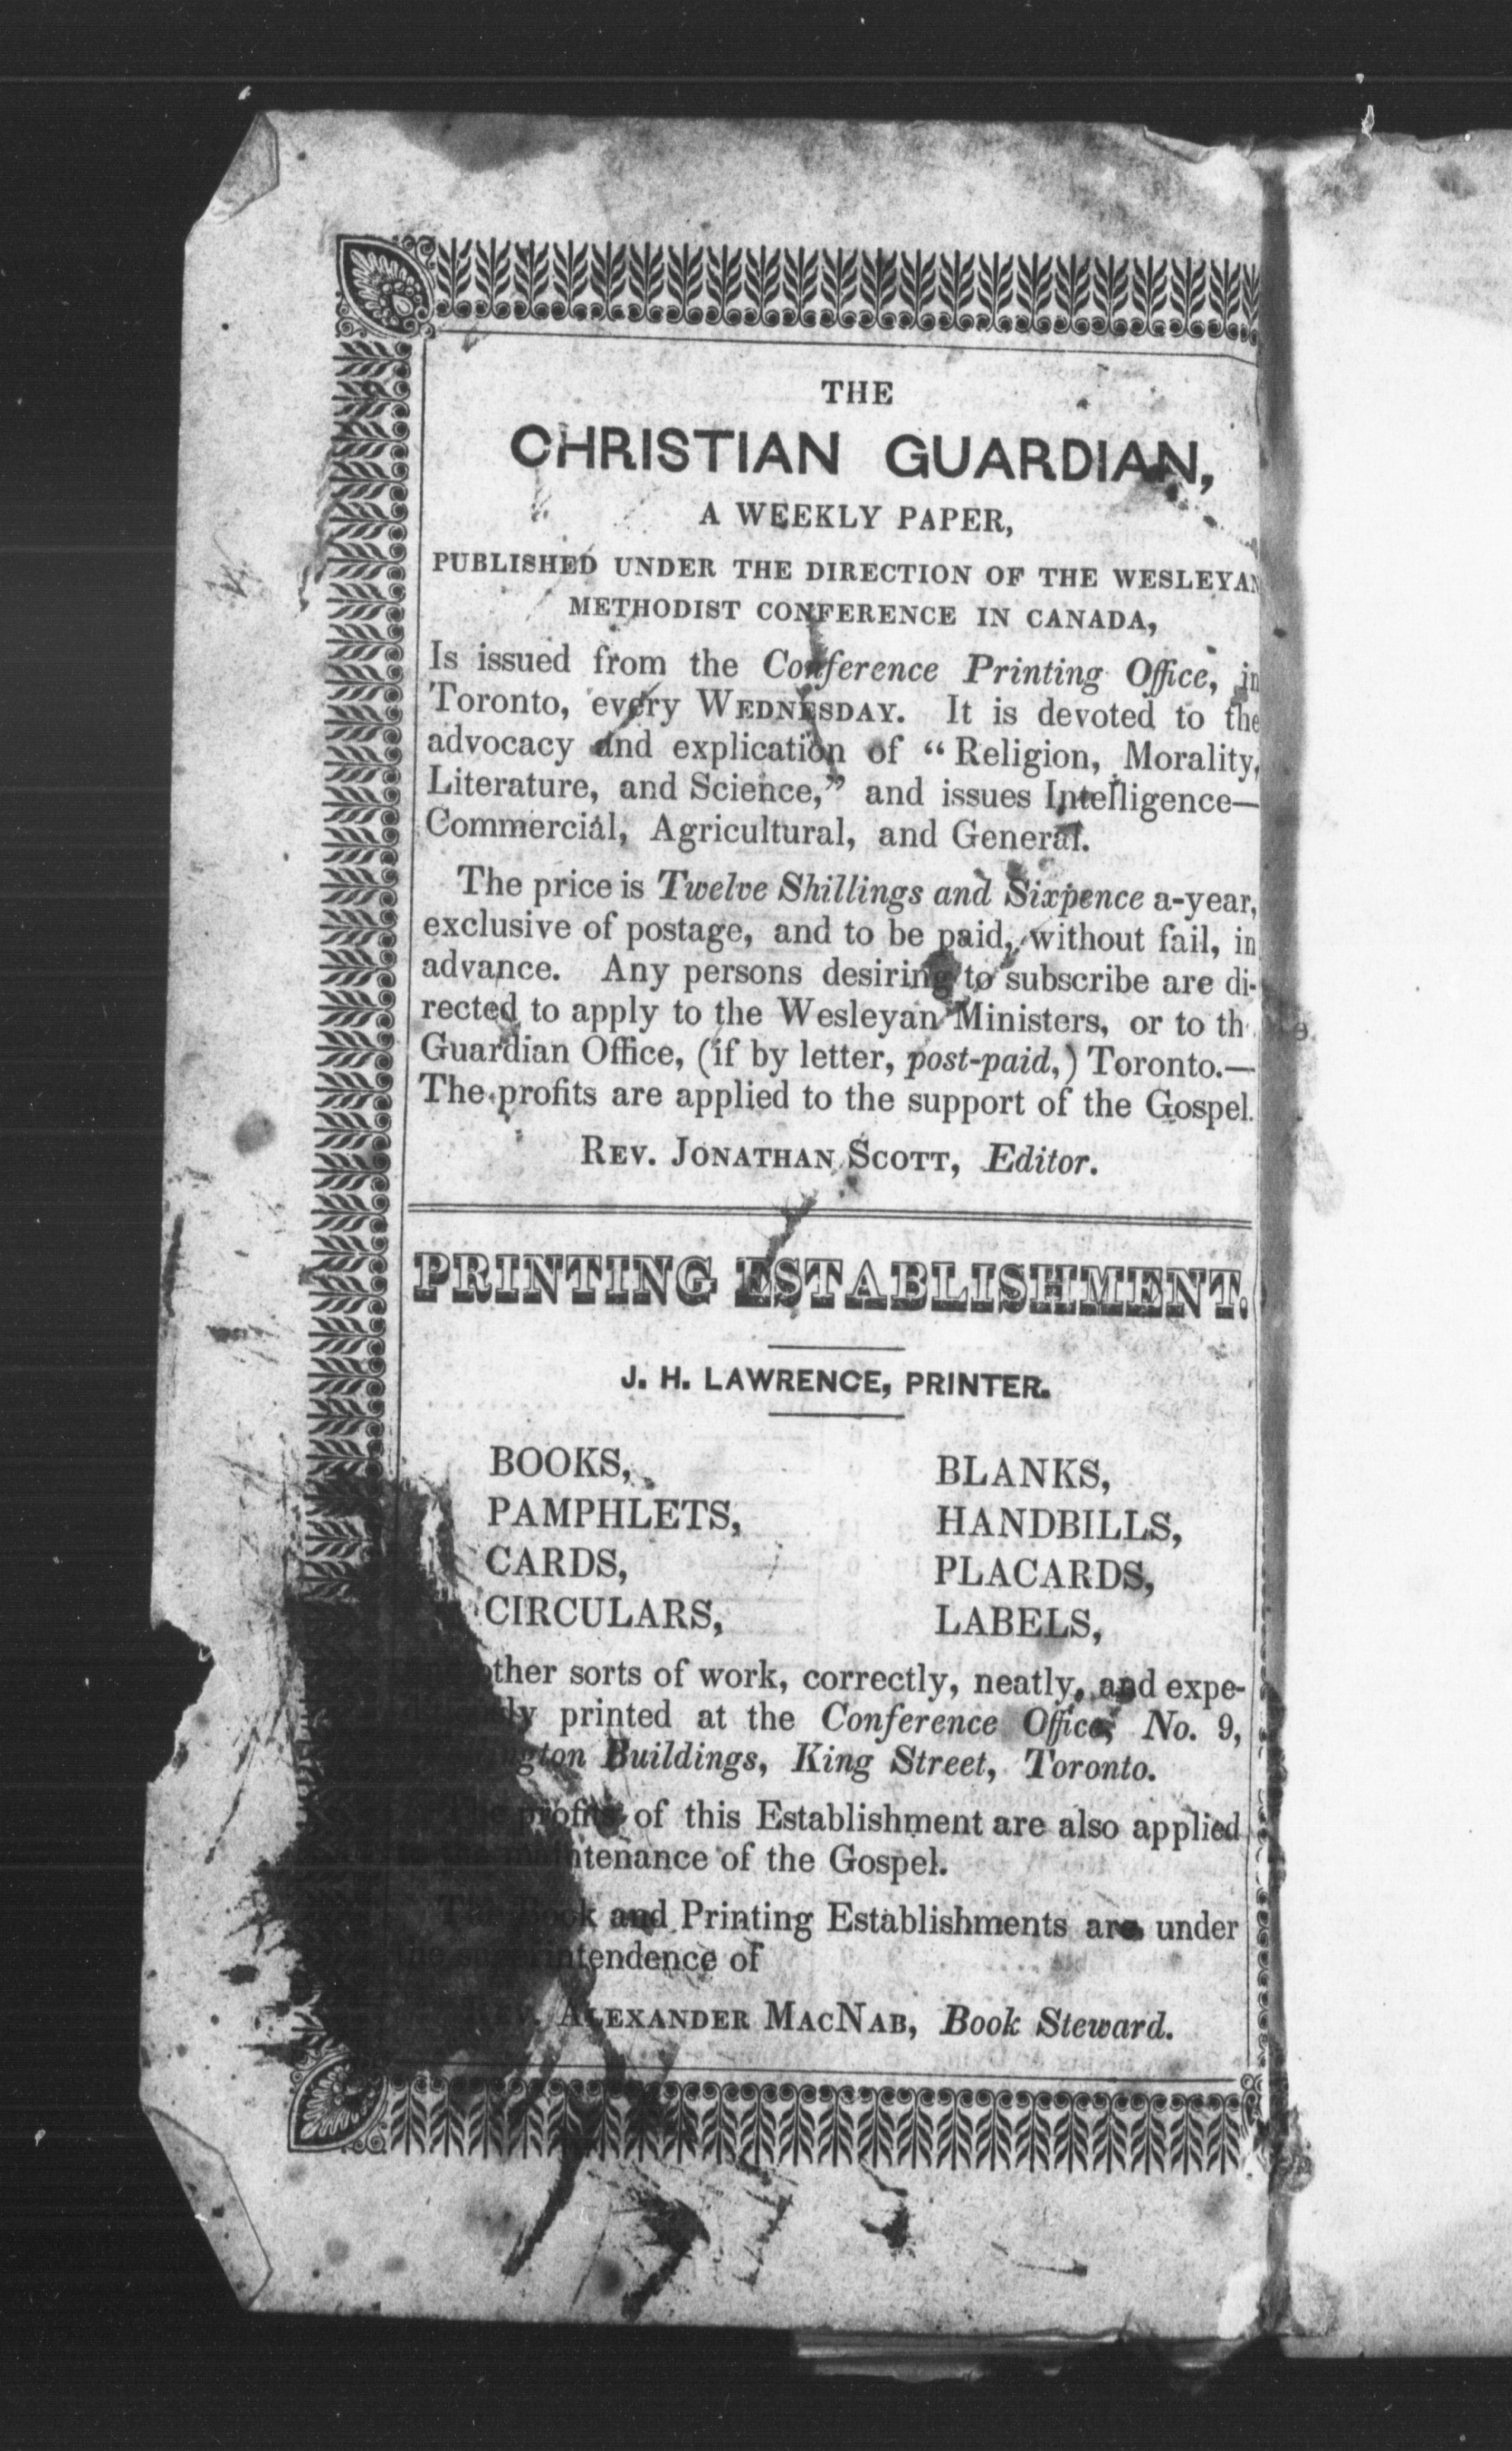 THE
CHRISTIAN GUARDIAN,
A WEEKLY PAPER,
PUBLISHED UNDER THE DIRECTION OF THE WESLEYAN
METHODIST CONFERENCE IN CANADA,
Is issued from the Conference Printing Office, in
Toronto, every WEDNESDAY. It is devoted to the
advocacy and explication of “Religion, Morality,
Literature, and Science,” and issues Intelligence—
Commercial, Agricultural, and General.
The price is Twelve Shillings and Sixpence a-year,
exclusive of postage, and to be paid, without fail, in
advance. Any persons desiring to subscribe are di-
rected to apply to the Wesleyan Ministers, or to th
Guardian Office, (if by letter, post-paid,) Toronto.—
The profits are applied to the support of the Gospel.
REV. JONATHAN SCOTT, Editor.
PRINTING ESTABLISHMENT.
J. H. LAWRENCE, PRINTER.
BOOKS, BLANKS,
PAMPHLETS, HANDBILLS,
CARDS, PLACARDS,
CIRCULARS, LABELS,
other sorts of work, correctly, neatly, and expe-
printed at the Conference Office, No. 9,
Buildings, King Street, Toronto.
The profits of this Establishment are also applied
maintenance of the Gospel.
The Book and Printing Establishments are under
the superintendence of
REV. ALEXANDER MACNAB, Book Steward.